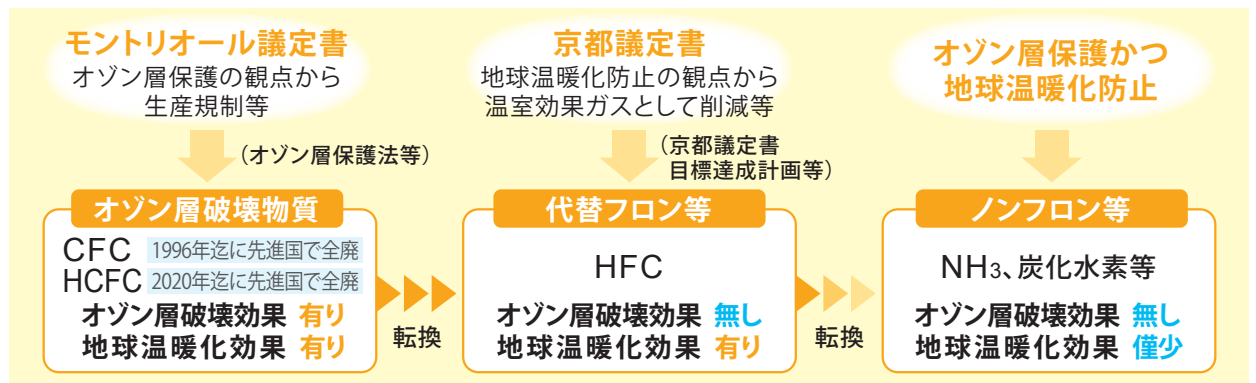 モントリオール議定書
オゾン層保護の観点から
生産規制等
(オゾン層保護法等)
オゾン層破壊物質
CFC 1996年迄に先進国で全廃
HCFC 2020年迄に先進国で全廃
オゾン層破壊効果 有り
地球温暖化効果 有り
転換
京都議定書
地球温暖化防止の観点から
温室効果ガスとして削減等
(京都議定書
目標達成計画等)
代替フロン等
HFC
オゾン層破壊効果 無し
地球温暖化効果 有り
転換
オゾン層保護かつ
地球温暖化防止
ノンフロン等
NH3、炭化水素等
オゾン層破壊効果 無し
地球温暖化効果 僅少